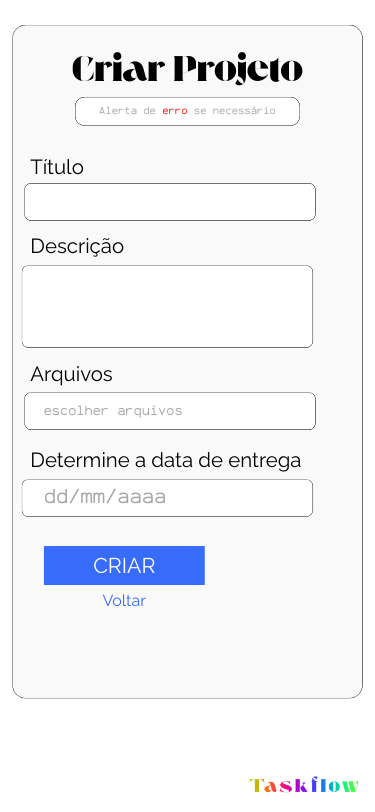 Criar Projeto
Alerta de erro se necessário
Título
Descrição
Arquivos
escolher arquivos
Determine a data de entrega
dd/mm/aaaa
CRIAR
Voltar
Taskflow